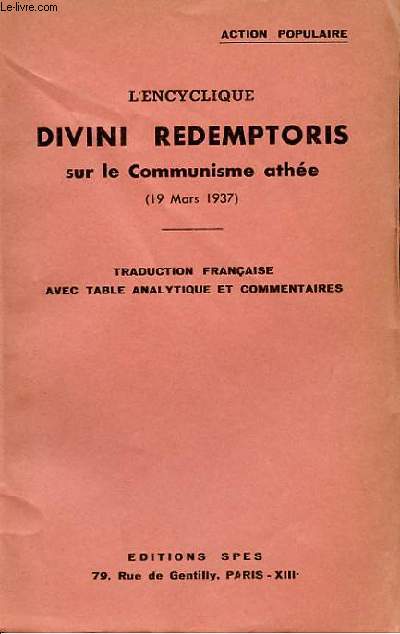 Le-livre.com
ACTION POPULAIRE
L'ENCYCLIQUE
DIVINI REDEMPTORIS
sur le Communisme athée
(19 Mars 1937)
TRADUCTION FRANÇAISE
AVEC TABLE ANALYTIQUE ET COMMENTAIRES
EDITIONS SPES
79, Rue de Gentilly, PARIS - XIIIe